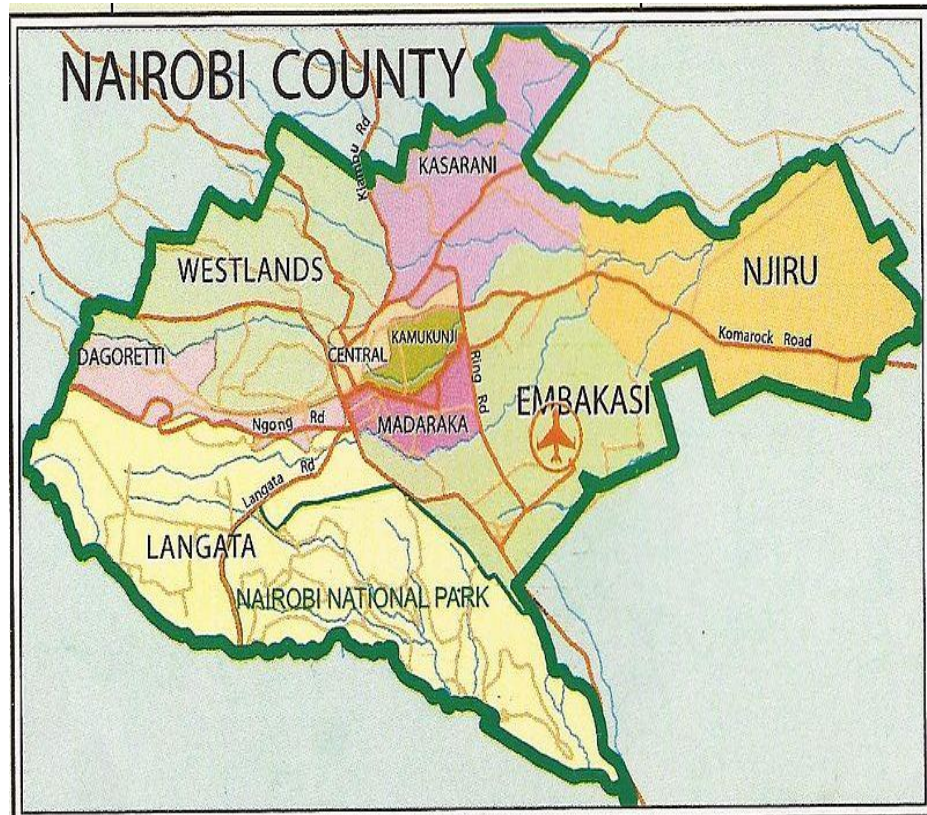 NAIROBI COUNTY
Kiambu Rd
KASARANI
WESTLANDS
NJIRU
Komarock Road
DAGORETTI
CENTRAL
KAMUKUNJI
Ring Rd
EMBAKASI
Ngong Rd
MADARAKA
Langata Rd
LANGATA
NAIROBI NATIONAL PARK